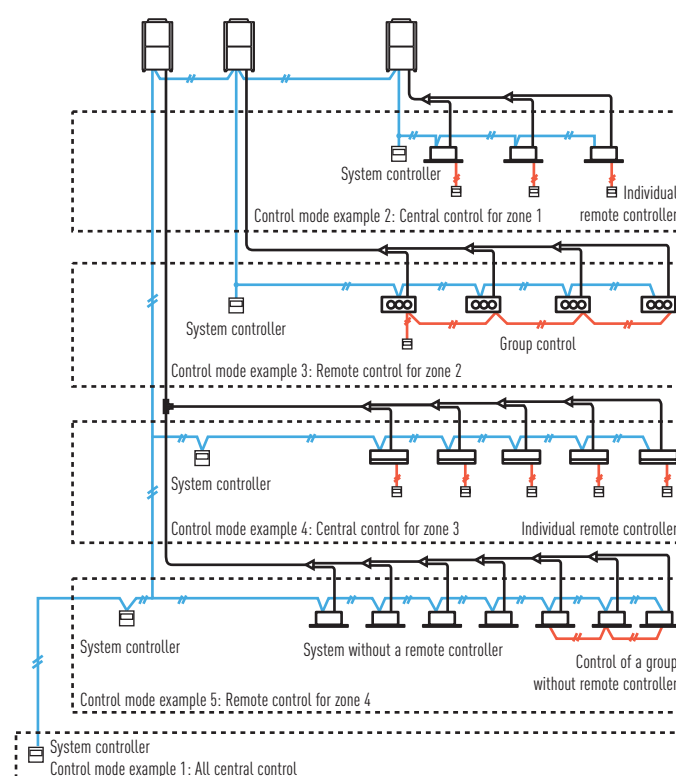 System controller
Individual
remote controller
Control mode example 2: Central control for zone 1
System controller
Group control
Control mode example 3: Remote control for zone 2
System controller
Control mode example 4: Central control for zone 3
Individual remote controller
System controller
System without a remote controller
Control of a group
without remote controller
Control mode example 5: Remote control for zone 4
System controller
Control mode example 1: All central control